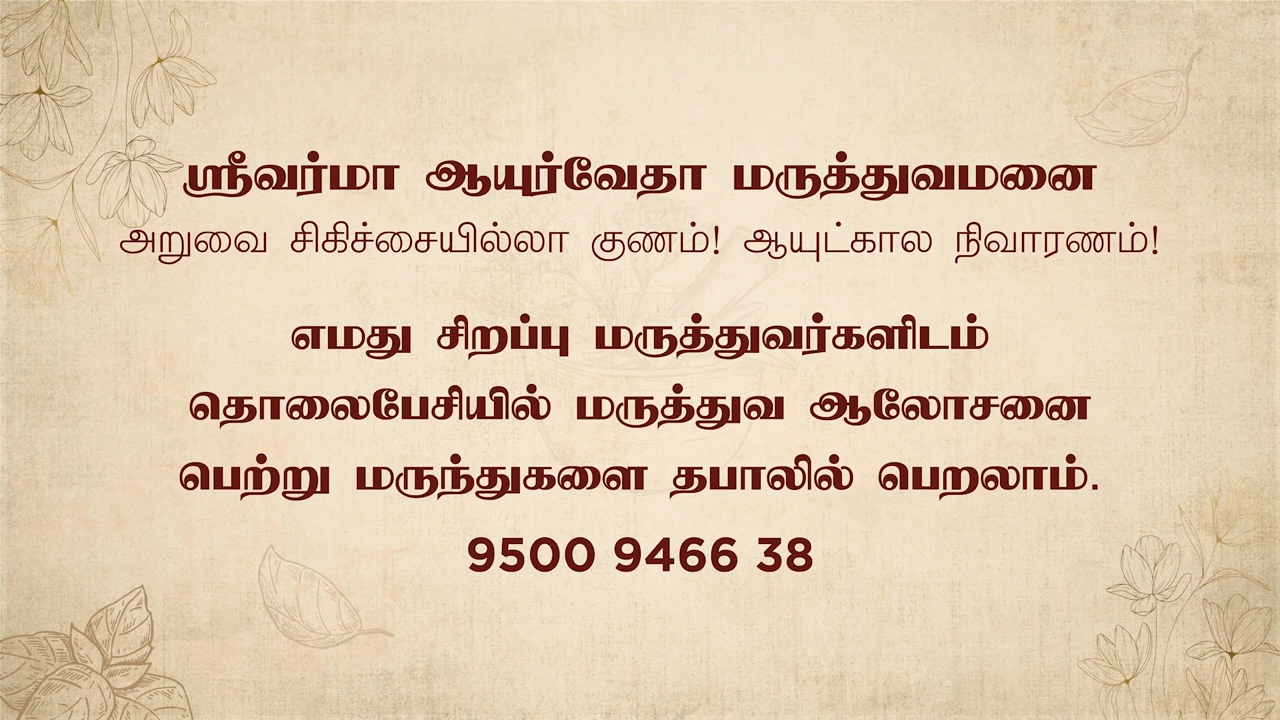 ஸ்ரீவர்மா ஆயுர்வேதா மருத்துவமனை
அறுவை சிகிச்சையில்லா குணம்! ஆயுட்கால நிவாரணம்!
எமது சிறப்பு மருத்துவர்களிடம்
தொலைபேசியில் மருத்துவ ஆலோசனை
பெற்று மருந்துகளை தபாலில் பெறலாம்.
9500 9466 38